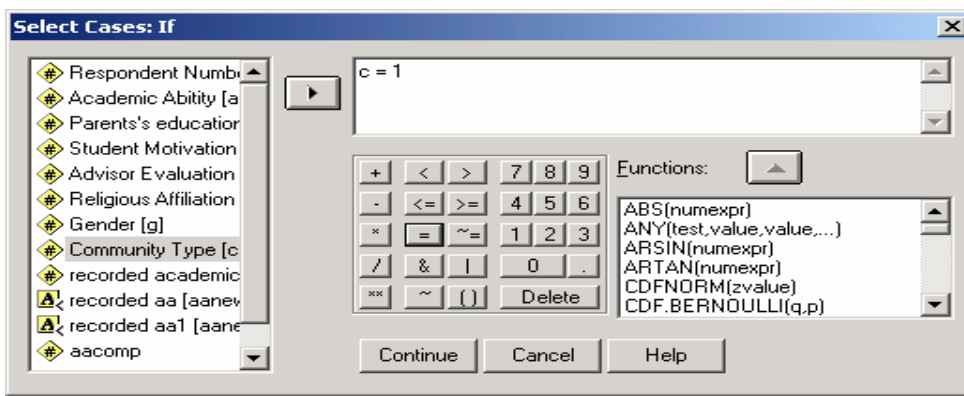 Select Cases: If
Respondent Numb
Academic Abitity [a
Parents's education
Student Motivation
Advisor Evaluation
Religious Affiliation
Gender [g]
Community Type [c
recorded academic
recorded aa [aanew
recorded aa1 [aane
aacomp
c = 1
+ < > 7 8 9
- <= >= 4 5 6
* = ~= 1 2 3
/ & | 0 .
** ~ () Delete
Functions:
ABS(numexpr)
ANY(test,value,value,...)
ARSIN(numexpr)
ARTAN(numexpr)
CDFNORM(zvalue)
CDF.BERNOULLI(q,p)
Continue Cancel Help